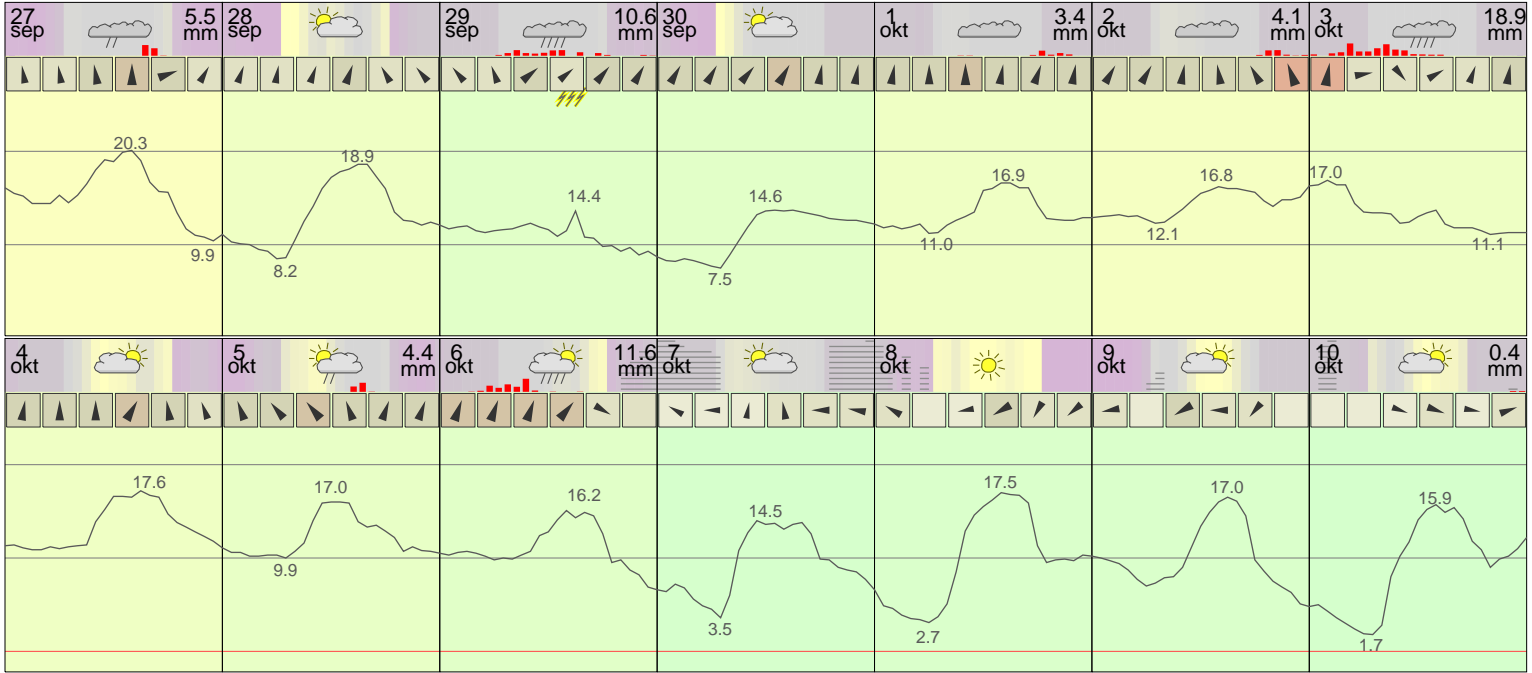 27 sep 5.5 mm
28 sep
29 sep 10.6 mm
30 sep
1 okt 3.4 mm
2 okt 4.1 mm
3 okt 18.9 mm
20.3
9.9
8.2
18.9
14.4
7.5
14.6
11.0
16.9
12.1
16.8
17.0
11.1
4 okt
5 okt 4.4 mm
6 okt 11.6 mm
7 okt
8 okt
9 okt
10 okt 0.4 mm
17.6
9.9
17.0
16.2
3.5
14.5
2.7
17.5
17.0
1.7
15.9